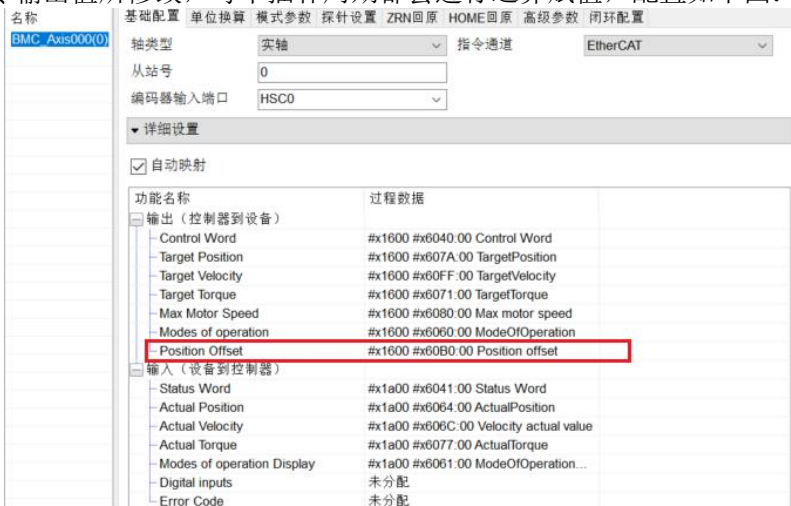 名称
基础配置 单位换算 模式参数 探针设置 ZRN回原 HOME回原 高级参数 闭环配置
BMC_Axis000(0)
轴类型 实轴 指令通道 EtherCAT
从站号 0
编码器输入端口 HSC0
详细设置
自动映射
功能名称 过程数据
输出（控制器到设备）
Control Word #x1600 #x6040:00 Control Word
Target Position #x1600 #x607A:00 TargetPosition
Target Velocity #x1600 #x60FF:00 TargetVelocity
Target Torque #x1600 #x6071:00 TargetTorque
Max Motor Speed #x1600 #x6080:00 Max motor speed
Modes of operation #x1600 #x6060:00 ModeOfOperation
Position Offset #x1600 #x60B0:00 Position offset
输入（设备到控制器）
Status Word #x1a00 #x6041:00 Status Word
Actual Position #x1a00 #x6064:00 ActualPosition
Actual Velocity #x1a00 #x606C:00 Velocity actual value
Actual Torque #x1a00 #x6077:00 ActualTorque
Modes of operation Display #x1a00 #x6061:00 ModeOfOperation...
Digital inputs 未分配
Error Code 未分配